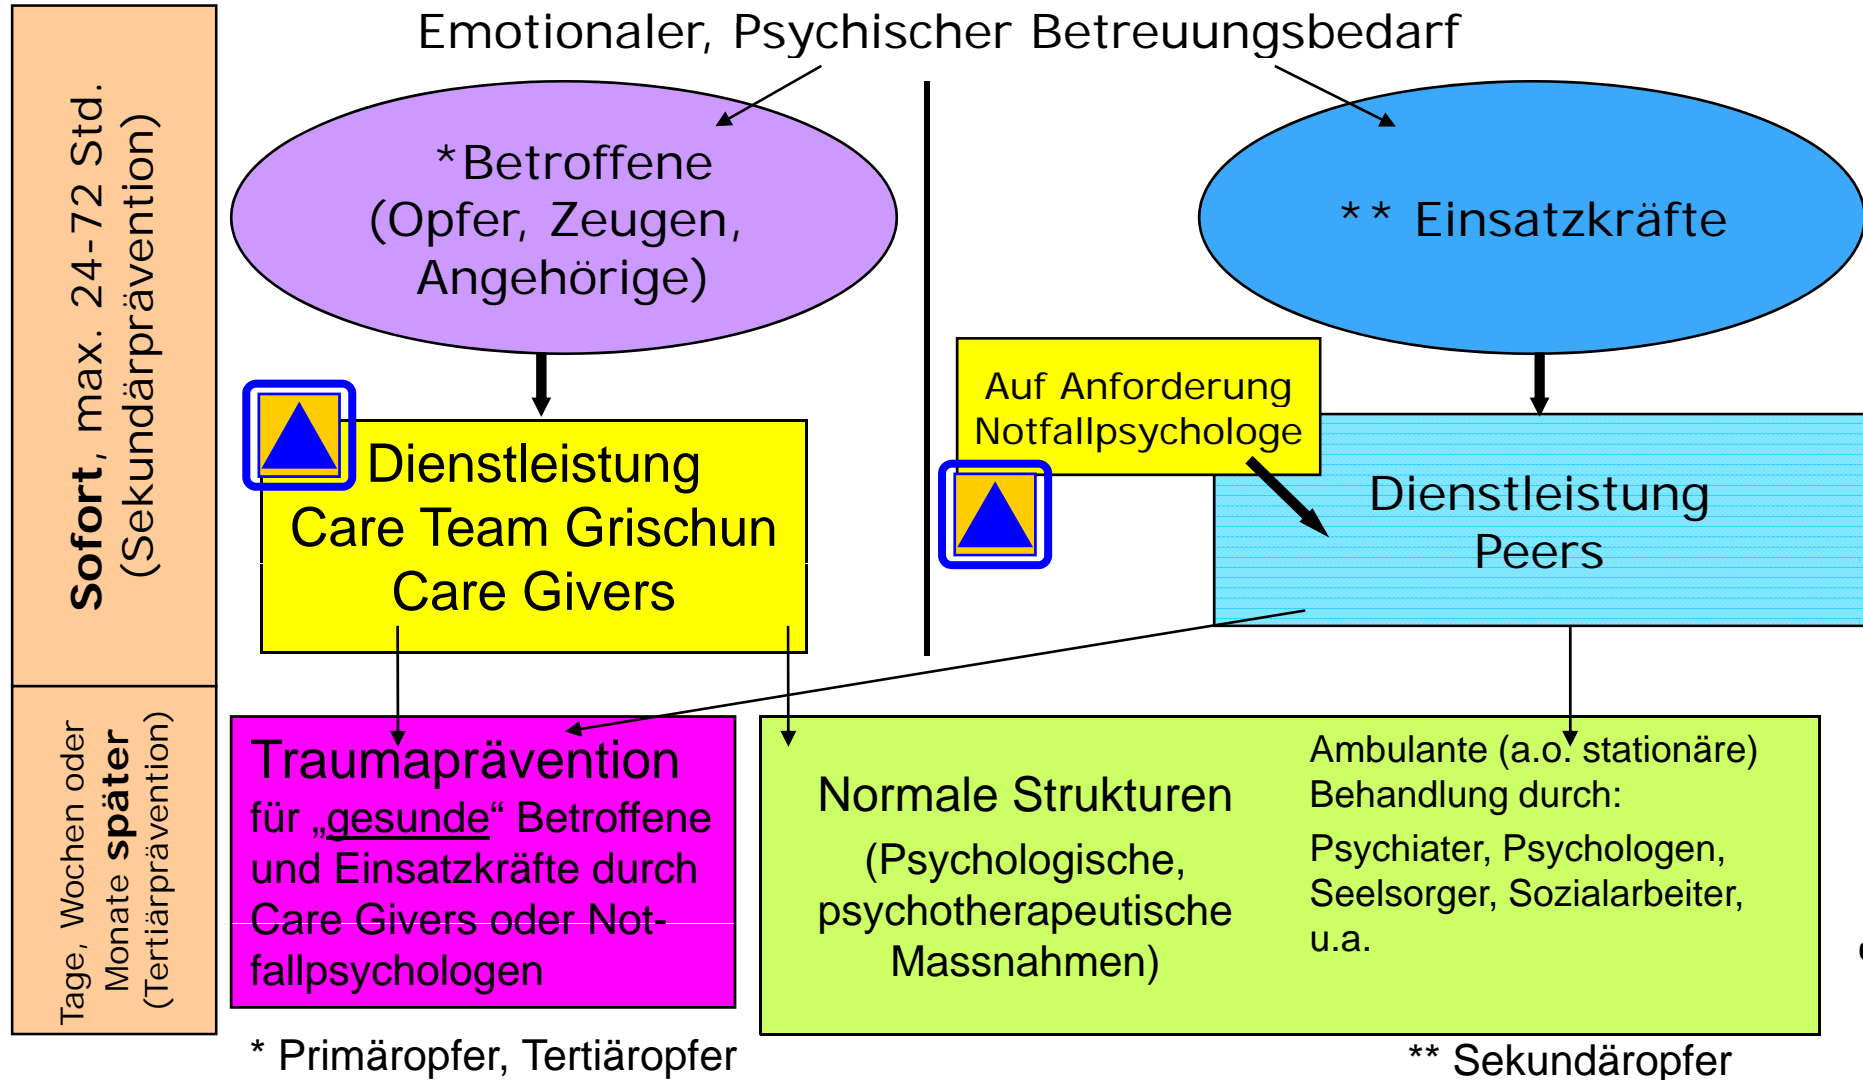 Emotionaler, Psychischer Betreuungsbedarf
Sofort, max. 24-72 Std.
(Sekundärprävention)
*Betroffene
(Opfer, Zeugen,
Angehörige)
** Einsatzkräfte
Auf Anforderung
Notfallpsychologe
Dienstleistung
Care Team Grischun
Care Givers
Dienstleistung
Peers
Tage, Wochen oder
Monate später
(Tertiärprävention)
Traumaprävention
für „gesunde“ Betroffene
und Einsatzkräfte durch
Care Givers oder Not-
fallpsychologen
Normale Strukturen
(Psychologische,
psychotherapeutische
Massnahmen)
Ambulante (a.o. stationäre)
Behandlung durch:
Psychiater, Psychologen,
Seelsorger, Sozialarbeiter,
u.a.
* Primäropfer, Tertiäropfer
** Sekundäropfer